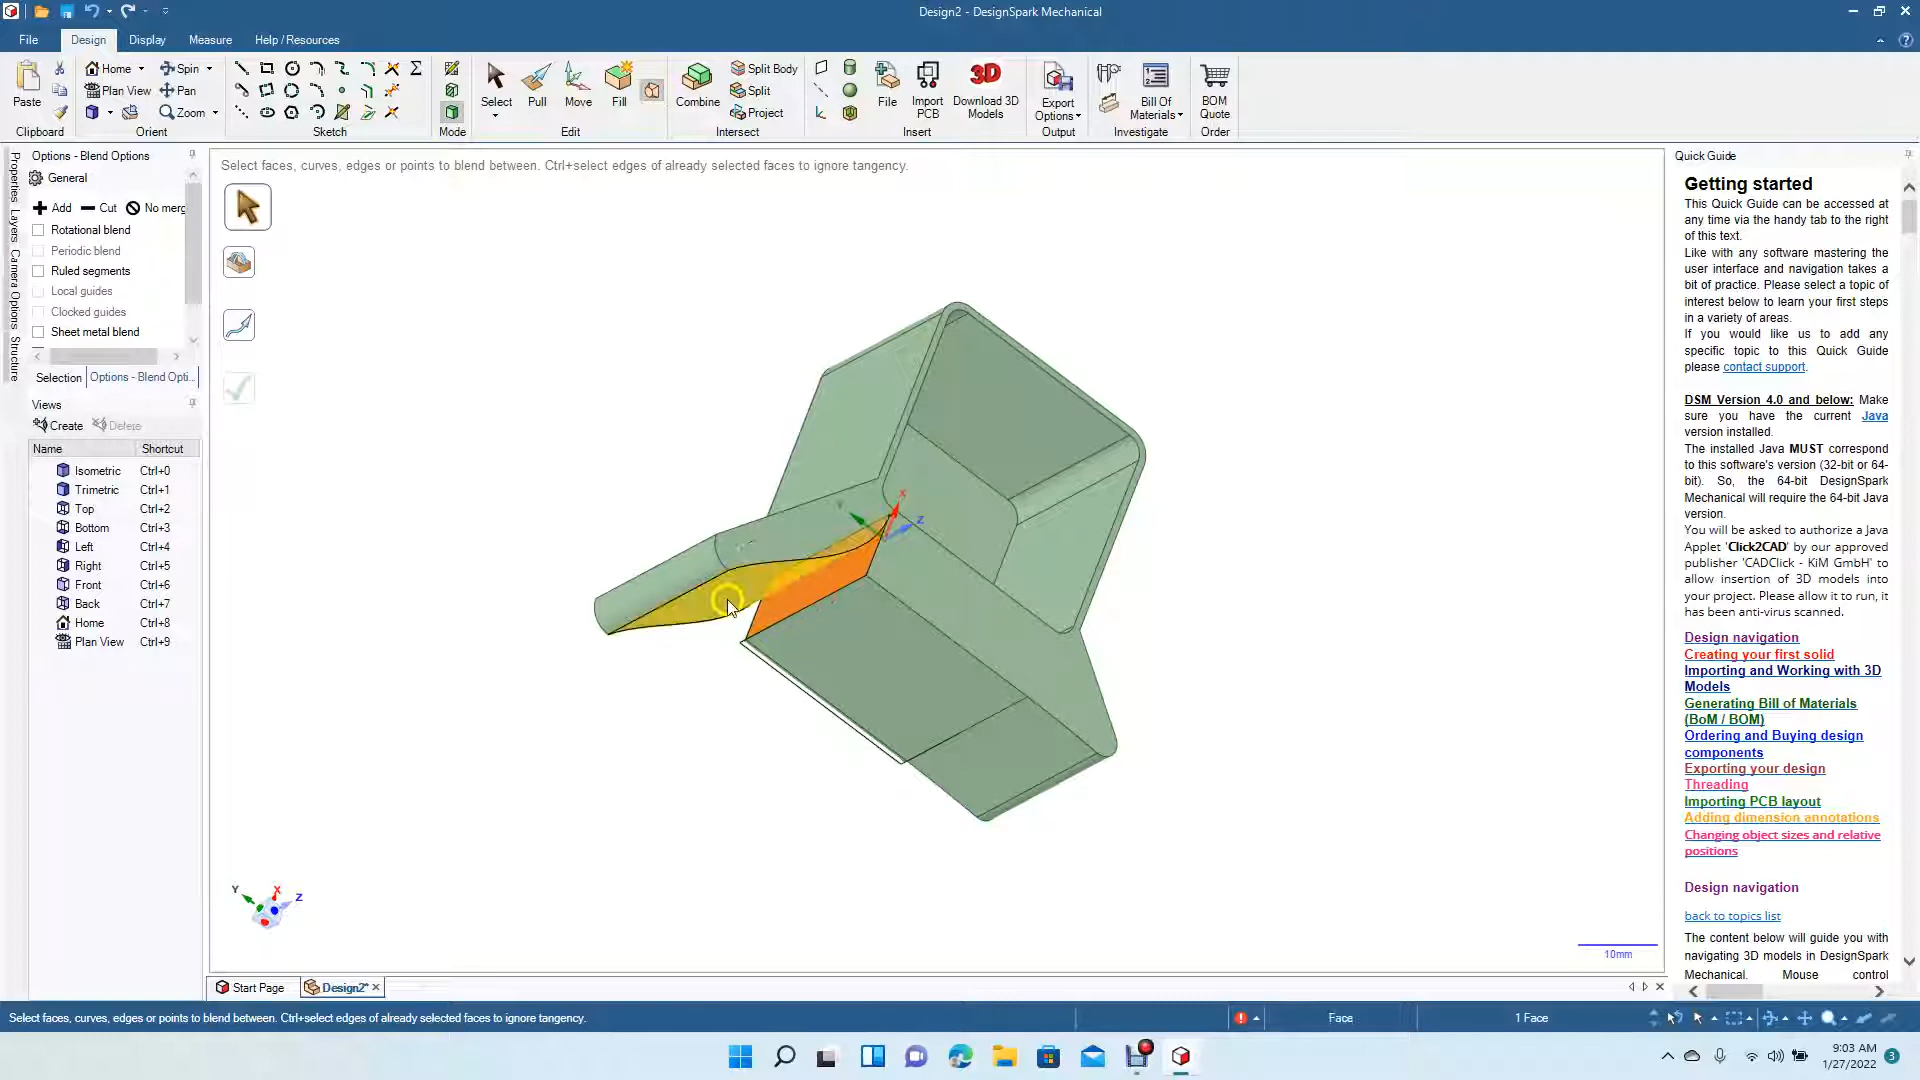 Design2 - DesignSpark Mechanical
File
Design
Display
Measure
Help / Resources
Paste
Clipboard
Home
Spin
Plan View
Pan
Zoom
Orient
Sketch
Mode
Select
Pull
Move
Fill
Edit
Combine
Split Body
Split
Project
Intersect
File
Import PCB
3D
Download 3D Models
Insert
Export Options
Output
Bill Of Materials
Investigate
BOM Quote
Order
Properties
Layers
Camera Options
Structure
Options - Blend Options
General
Add
Cut
No merg
Rotational blend
Periodic blend
Ruled segments
Local guides
Clocked guides
Sheet metal blend
Selection
Options - Blend Opti...
Views
Create
Delete
Name Shortcut
Isometric Ctrl+0
Trimetric Ctrl+1
Top Ctrl+2
Bottom Ctrl+3
Left Ctrl+4
Right Ctrl+5
Front Ctrl+6
Back Ctrl+7
Home Ctrl+8
Plan View Ctrl+9
Select faces, curves, edges or points to blend between. Ctrl+select edges of already selected faces to ignore tangency.
X
Z
Y
X
Z
10mm
Quick Guide
Getting started
This Quick Guide can be accessed at
any time via the handy tab to the right
of this text.
Like with any software mastering the
user interface and navigation takes a
bit of practice. Please select a topic of
interest below to learn your first steps
in a variety of areas.
If you would like us to add any
specific topic to this Quick Guide
please contact support.
DSM Version 4.0 and below: Make
sure you have the current Java
version installed.
The installed Java MUST correspond
to this software's version (32-bit or 64-
bit). So, the 64-bit DesignSpark
Mechanical will require the 64-bit Java
version.
You will be asked to authorize a Java
Applet 'Click2CAD' by our approved
publisher 'CADClick - KiM GmbH' to
allow insertion of 3D models into
your project. Please allow it to run, it
has been anti-virus scanned.
Design navigation
Creating your first solid
Importing and Working with 3D
Models
Generating Bill of Materials
(BoM / BOM)
Ordering and Buying design
components
Exporting your design
Threading
Importing PCB layout
Adding dimension annotations
Changing object sizes and relative
positions
Design navigation
back to topics list
The content below will guide you with
navigating 3D models in DesignSpark
Mechanical. Mouse control
Start Page
Design2*
Select faces, curves, edges or points to blend between. Ctrl+select edges of already selected faces to ignore tangency.
Face
1 Face
9:03 AM
1/27/2022
3